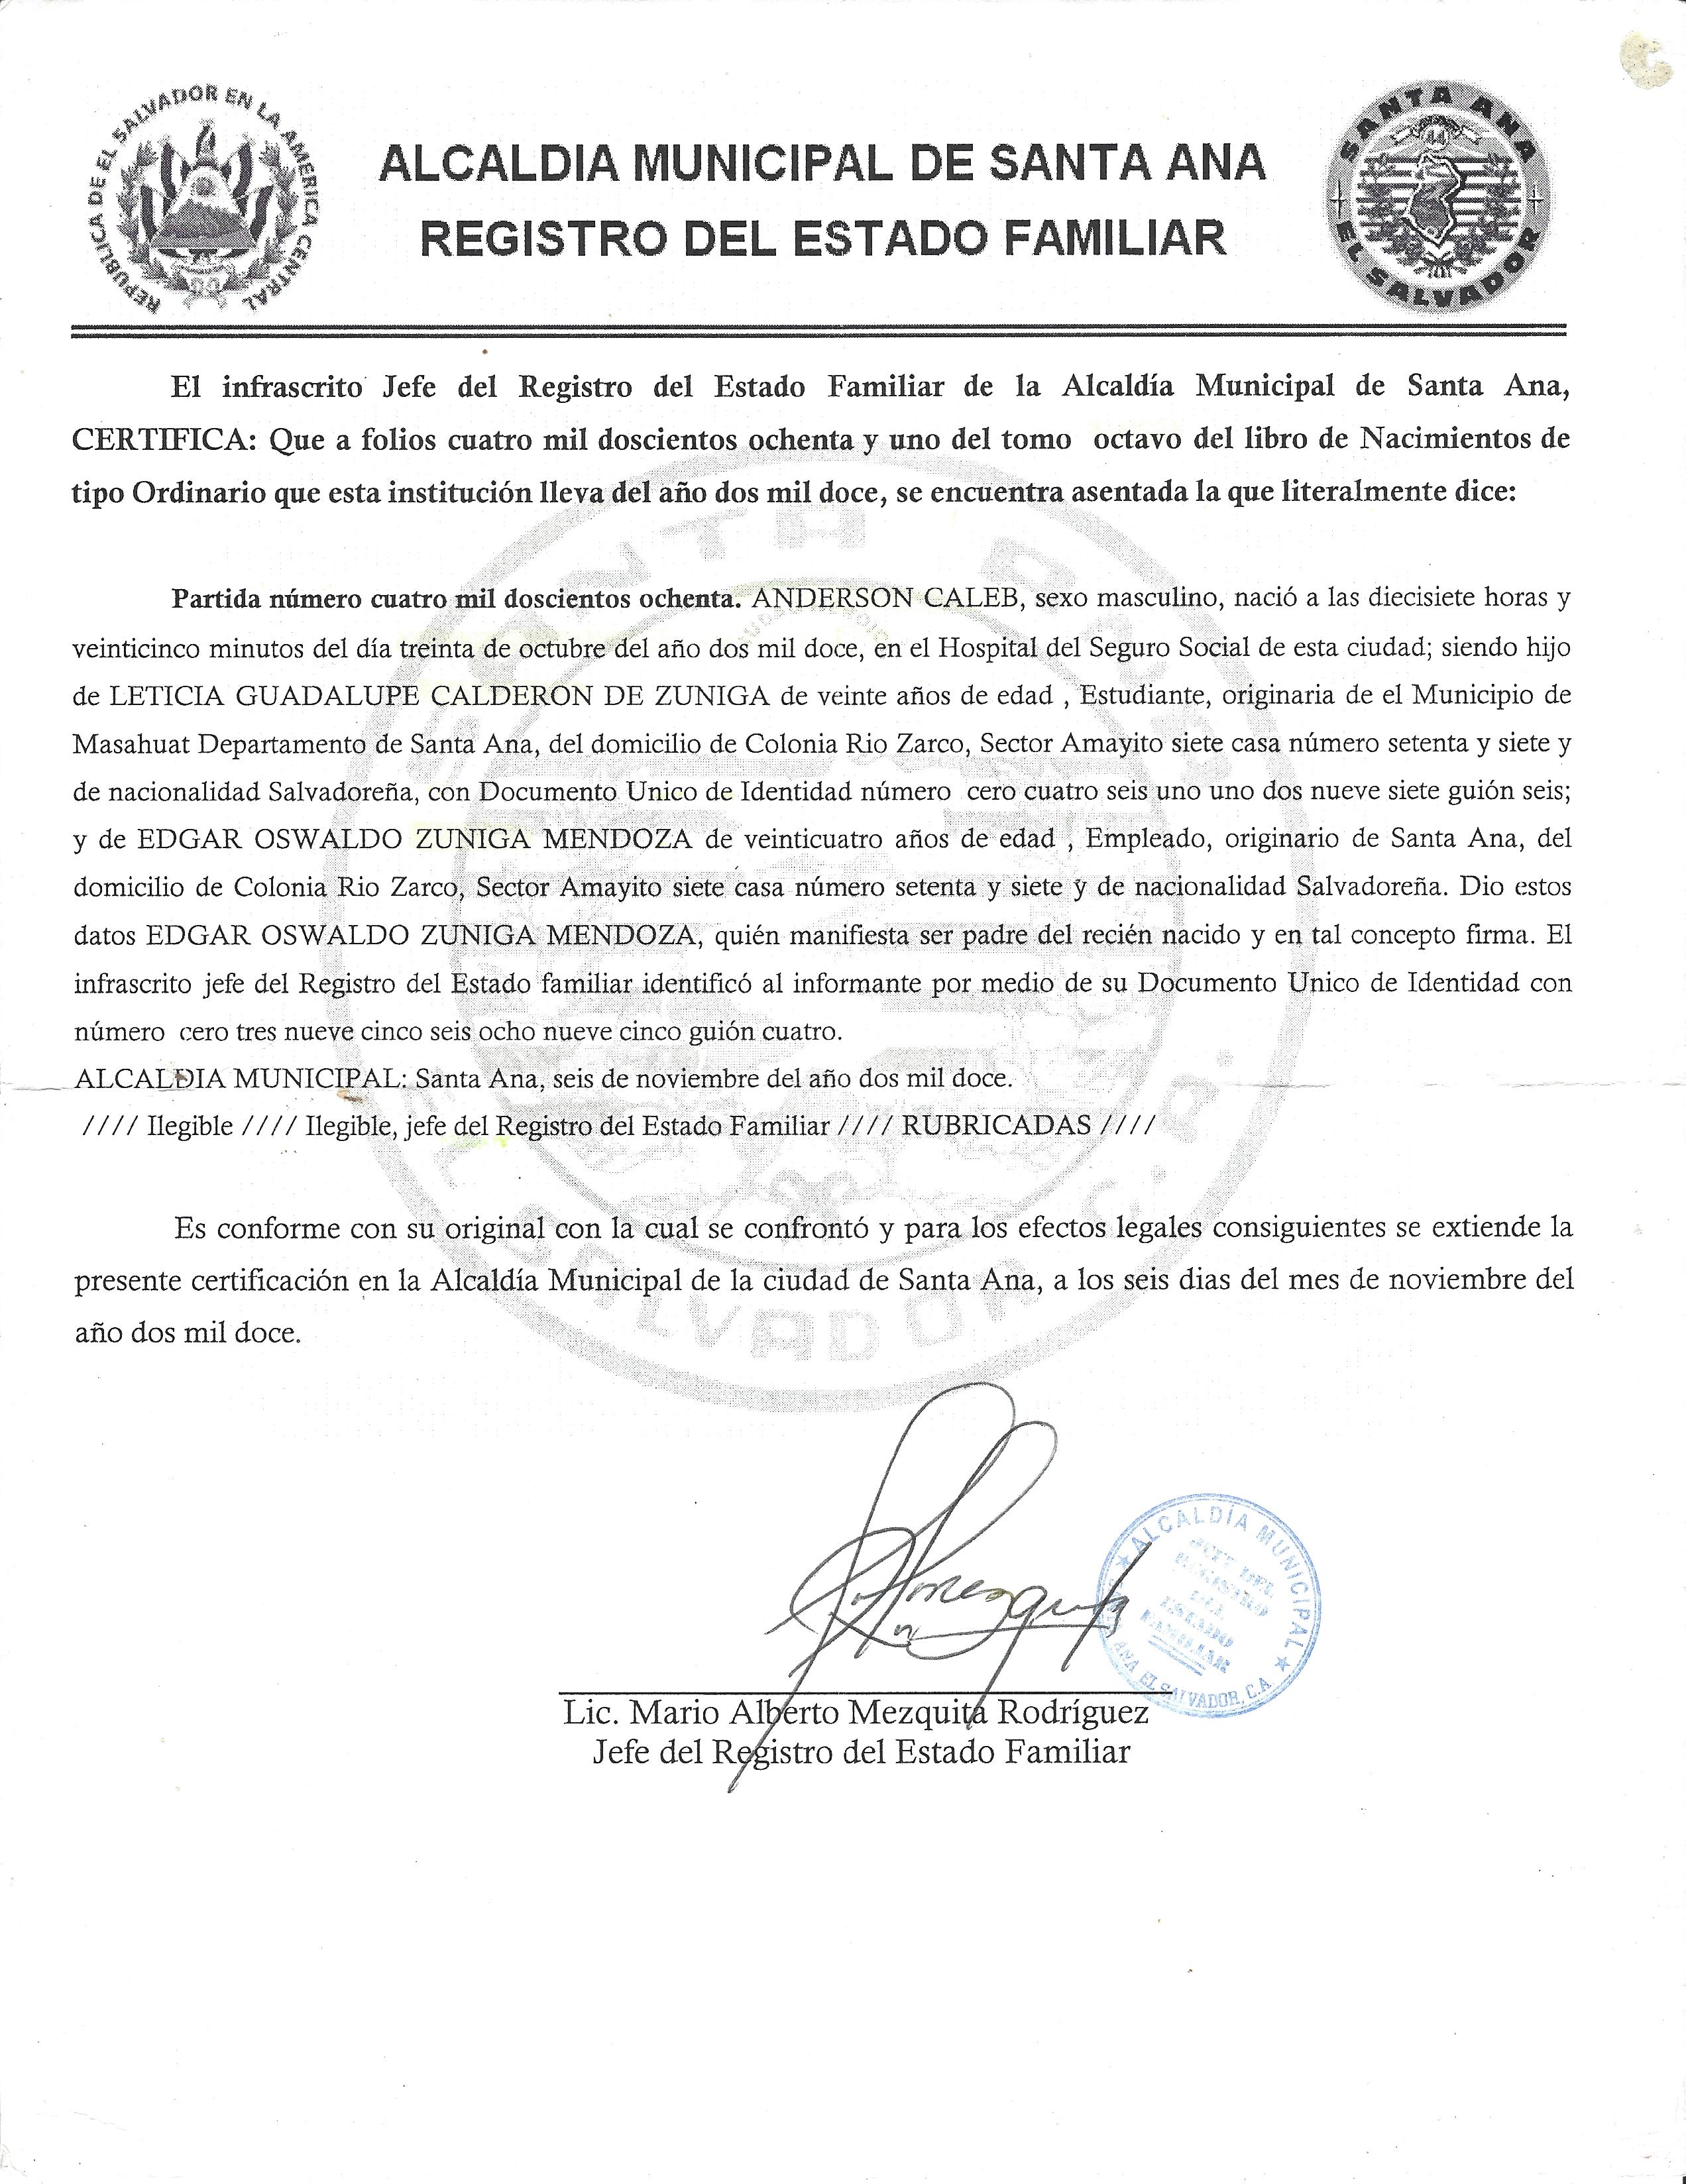 REPUBLICA DE EL SALVADOR EN LA AMERICA CENTRAL
SANTA ANA
EL SALVADOR
ALCALDIA MUNICIPAL DE SANTA ANA
REGISTRO DEL ESTADO FAMILIAR
El infrascrito Jefe del Registro del Estado Familiar de la Alcaldía Municipal de Santa Ana,
CERTIFICA: Que a folios cuatro mil doscientos ochenta y uno del tomo octavo del libro de Nacimientos de
tipo Ordinario que esta institución lleva del año dos mil doce, se encuentra asentada la que literalmente dice:
Partida número cuatro mil doscientos ochenta. ANDERSON CALEB, sexo masculino, nació a las diecisiete horas y
veinticinco minutos del día treinta de octubre del año dos mil doce, en el Hospital del Seguro Social de esta ciudad; siendo hijo
de LETICIA GUADALUPE CALDERON DE ZUNIGA de veinte años de edad , Estudiante, originaria de el Municipio de
Masahuat Departamento de Santa Ana, del domicilio de Colonia Rio Zarco, Sector Amayito siete casa número setenta y siete y
de nacionalidad Salvadoreña, con Documento Unico de Identidad número cero cuatro seis uno uno dos nueve siete guión seis;
y de EDGAR OSWALDO ZUNIGA MENDOZA de veinticuatro años de edad , Empleado, originario de Santa Ana, del
domicilio de Colonia Rio Zarco, Sector Amayito siete casa número setenta y siete y de nacionalidad Salvadoreña. Dio estos
datos EDGAR OSWALDO ZUNIGA MENDOZA, quién manifiesta ser padre del recién nacido y en tal concepto firma. El
infrascrito jefe del Registro del Estado familiar identificó al informante por medio de su Documento Unico de Identidad con
número cero tres nueve cinco seis ocho nueve cinco guión cuatro.
ALCALDIA MUNICIPAL: Santa Ana, seis de noviembre del año dos mil doce.
//// Ilegible //// Ilegible, jefe del Registro del Estado Familiar //// RUBRICADAS ////
Es conforme con su original con la cual se confrontó y para los efectos legales consiguientes se extiende la
presente certificación en la Alcaldía Municipal de la ciudad de Santa Ana, a los seis dias del mes de noviembre del
año dos mil doce.
ALCALDÍA MUNICIPAL
JEFE DEL
REGISTRO
DEL
ESTADO
FAMILIAR
ANA EL SALVADOR, C.A.
Lic. Mario Alberto Mezquita Rodríguez
Jefe del Registro del Estado Familiar